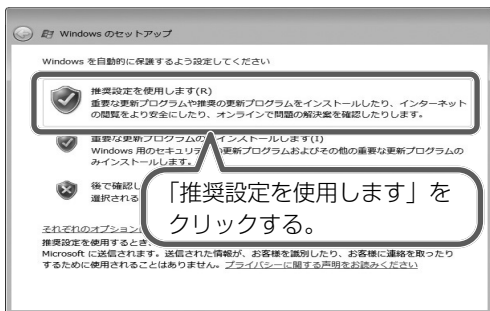 Windows のセットアップ
Windows を自動的に保護するよう設定してください
推奨設定を使用します(R)
重要な更新プログラムや推奨の更新プログラムをインストールしたり、インターネット
の閲覧をより安全にしたり、オンラインで問題の解決案を確認したりします。
重要な更新プログラムの インストールします(I)
Windows 用のセキュリ の更新プログラムおよびその他の重要な更新プログラムの
みインストールします。
後で確認し
選択される
「推奨設定を使用します」を
クリックする。
それぞれのオプション
推奨設定を使用するとき、
Microsoft に送信されます。送信された情報が、お客様を識別したり、お客様に連絡を取ったり
するために使用されることはありません。プライバシーに関する声明をお読みください